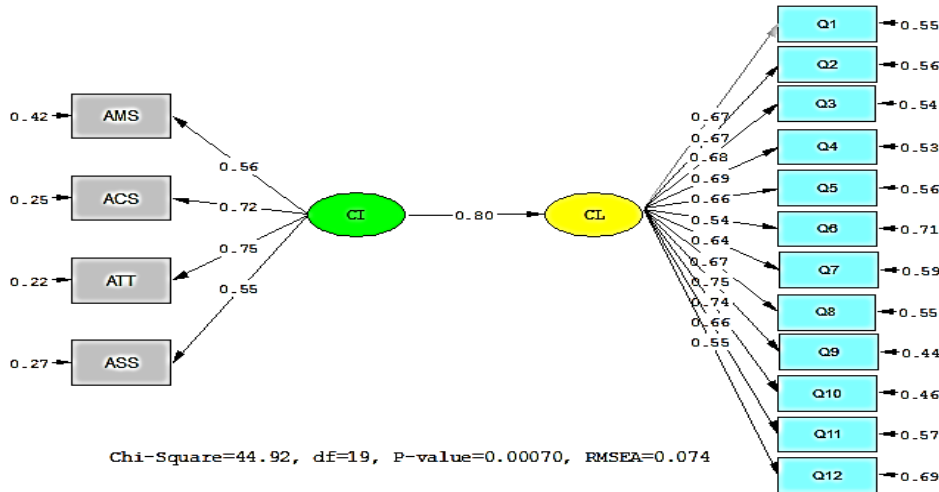 0.42 AMS
0.25 ACS
0.22 ATT
0.27 ASS
0.56
0.72
0.75
0.55
CI
0.80
CL
0.67
0.67
0.68
0.69
0.66
0.54
0.64
0.67
0.75
0.74
0.66
0.55
Q1 0.55
Q2 0.56
Q3 0.54
Q4 0.53
Q5 0.56
Q6 0.71
Q7 0.59
Q8 0.55
Q9 0.44
Q10 0.46
Q11 0.57
Q12 0.69
Chi-Square=44.92, df=19, P-value=0.00070, RMSEA=0.074